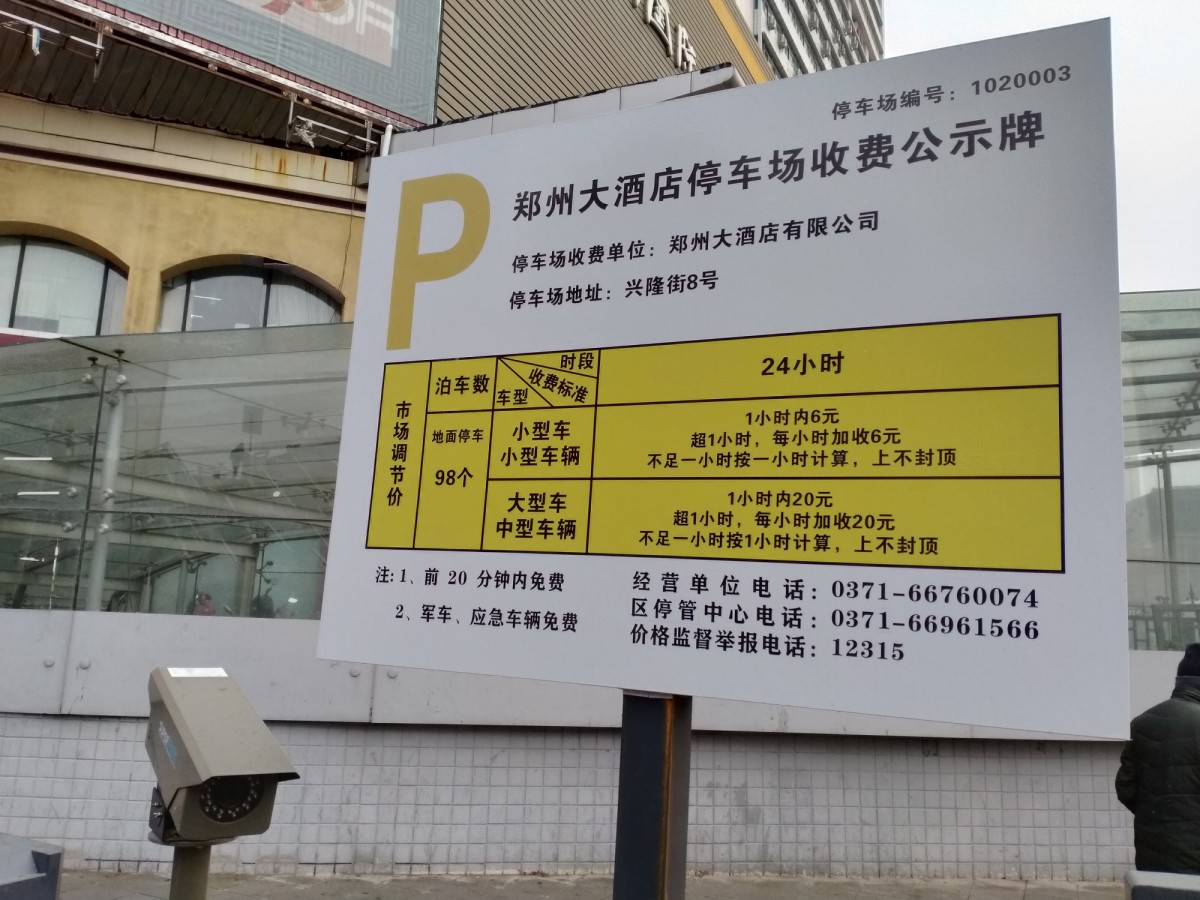 停车场编号：1020003
P
郑州大酒店停车场收费公示牌
停车场收费单位：郑州大酒店有限公司
停车场地址：兴隆街8号
市场调节价
泊车数
时段
收费标准
车型
24小时
地面停车
98个
小型车
小型车辆
1小时内6元
超1小时，每小时加收6元
不足一小时按一小时计算，上不封顶
大型车
中型车辆
1小时内20元
超1小时，每小时加收20元
不足一小时按1小时计算，上不封顶
注:1、前 20 分钟内免费
2、军车、应急车辆免费
经营单位电话：0371-66760074
区停管中心电话：0371-66961566
价格监督举报电话：12315